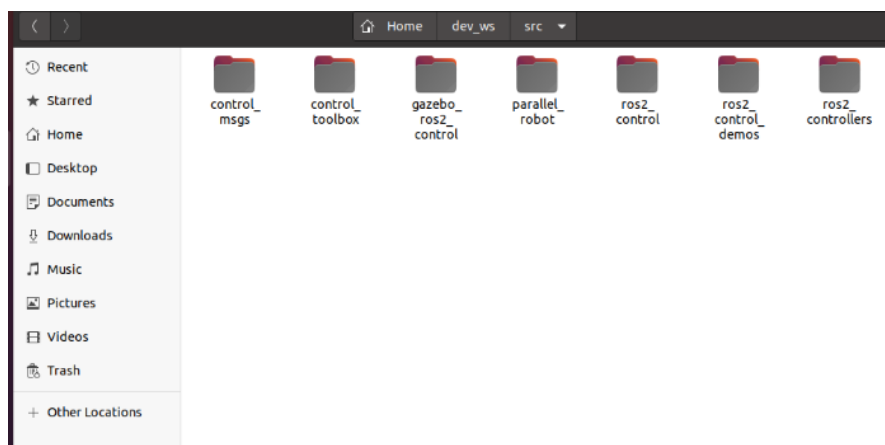 Home dev_ws src
Recent
Starred
Home
Desktop
Documents
Downloads
Music
Pictures
Videos
Trash
Other Locations
control_
msgs
control_
toolbox
gazebo_
ros2_
control
parallel_
robot
ros2_
control
ros2_
control_
demos
ros2_
controllers